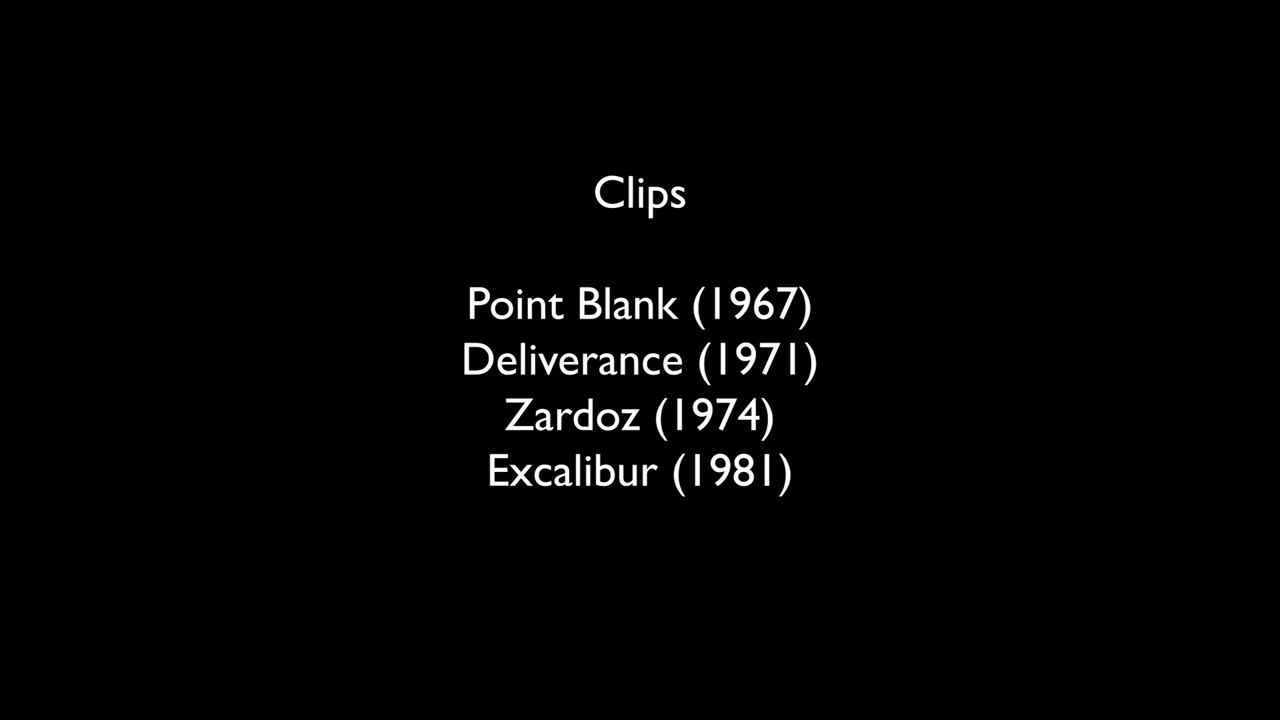 Clips
Point Blank (1967)
Deliverance (1971)
Zardoz (1974)
Excalibur (1981)